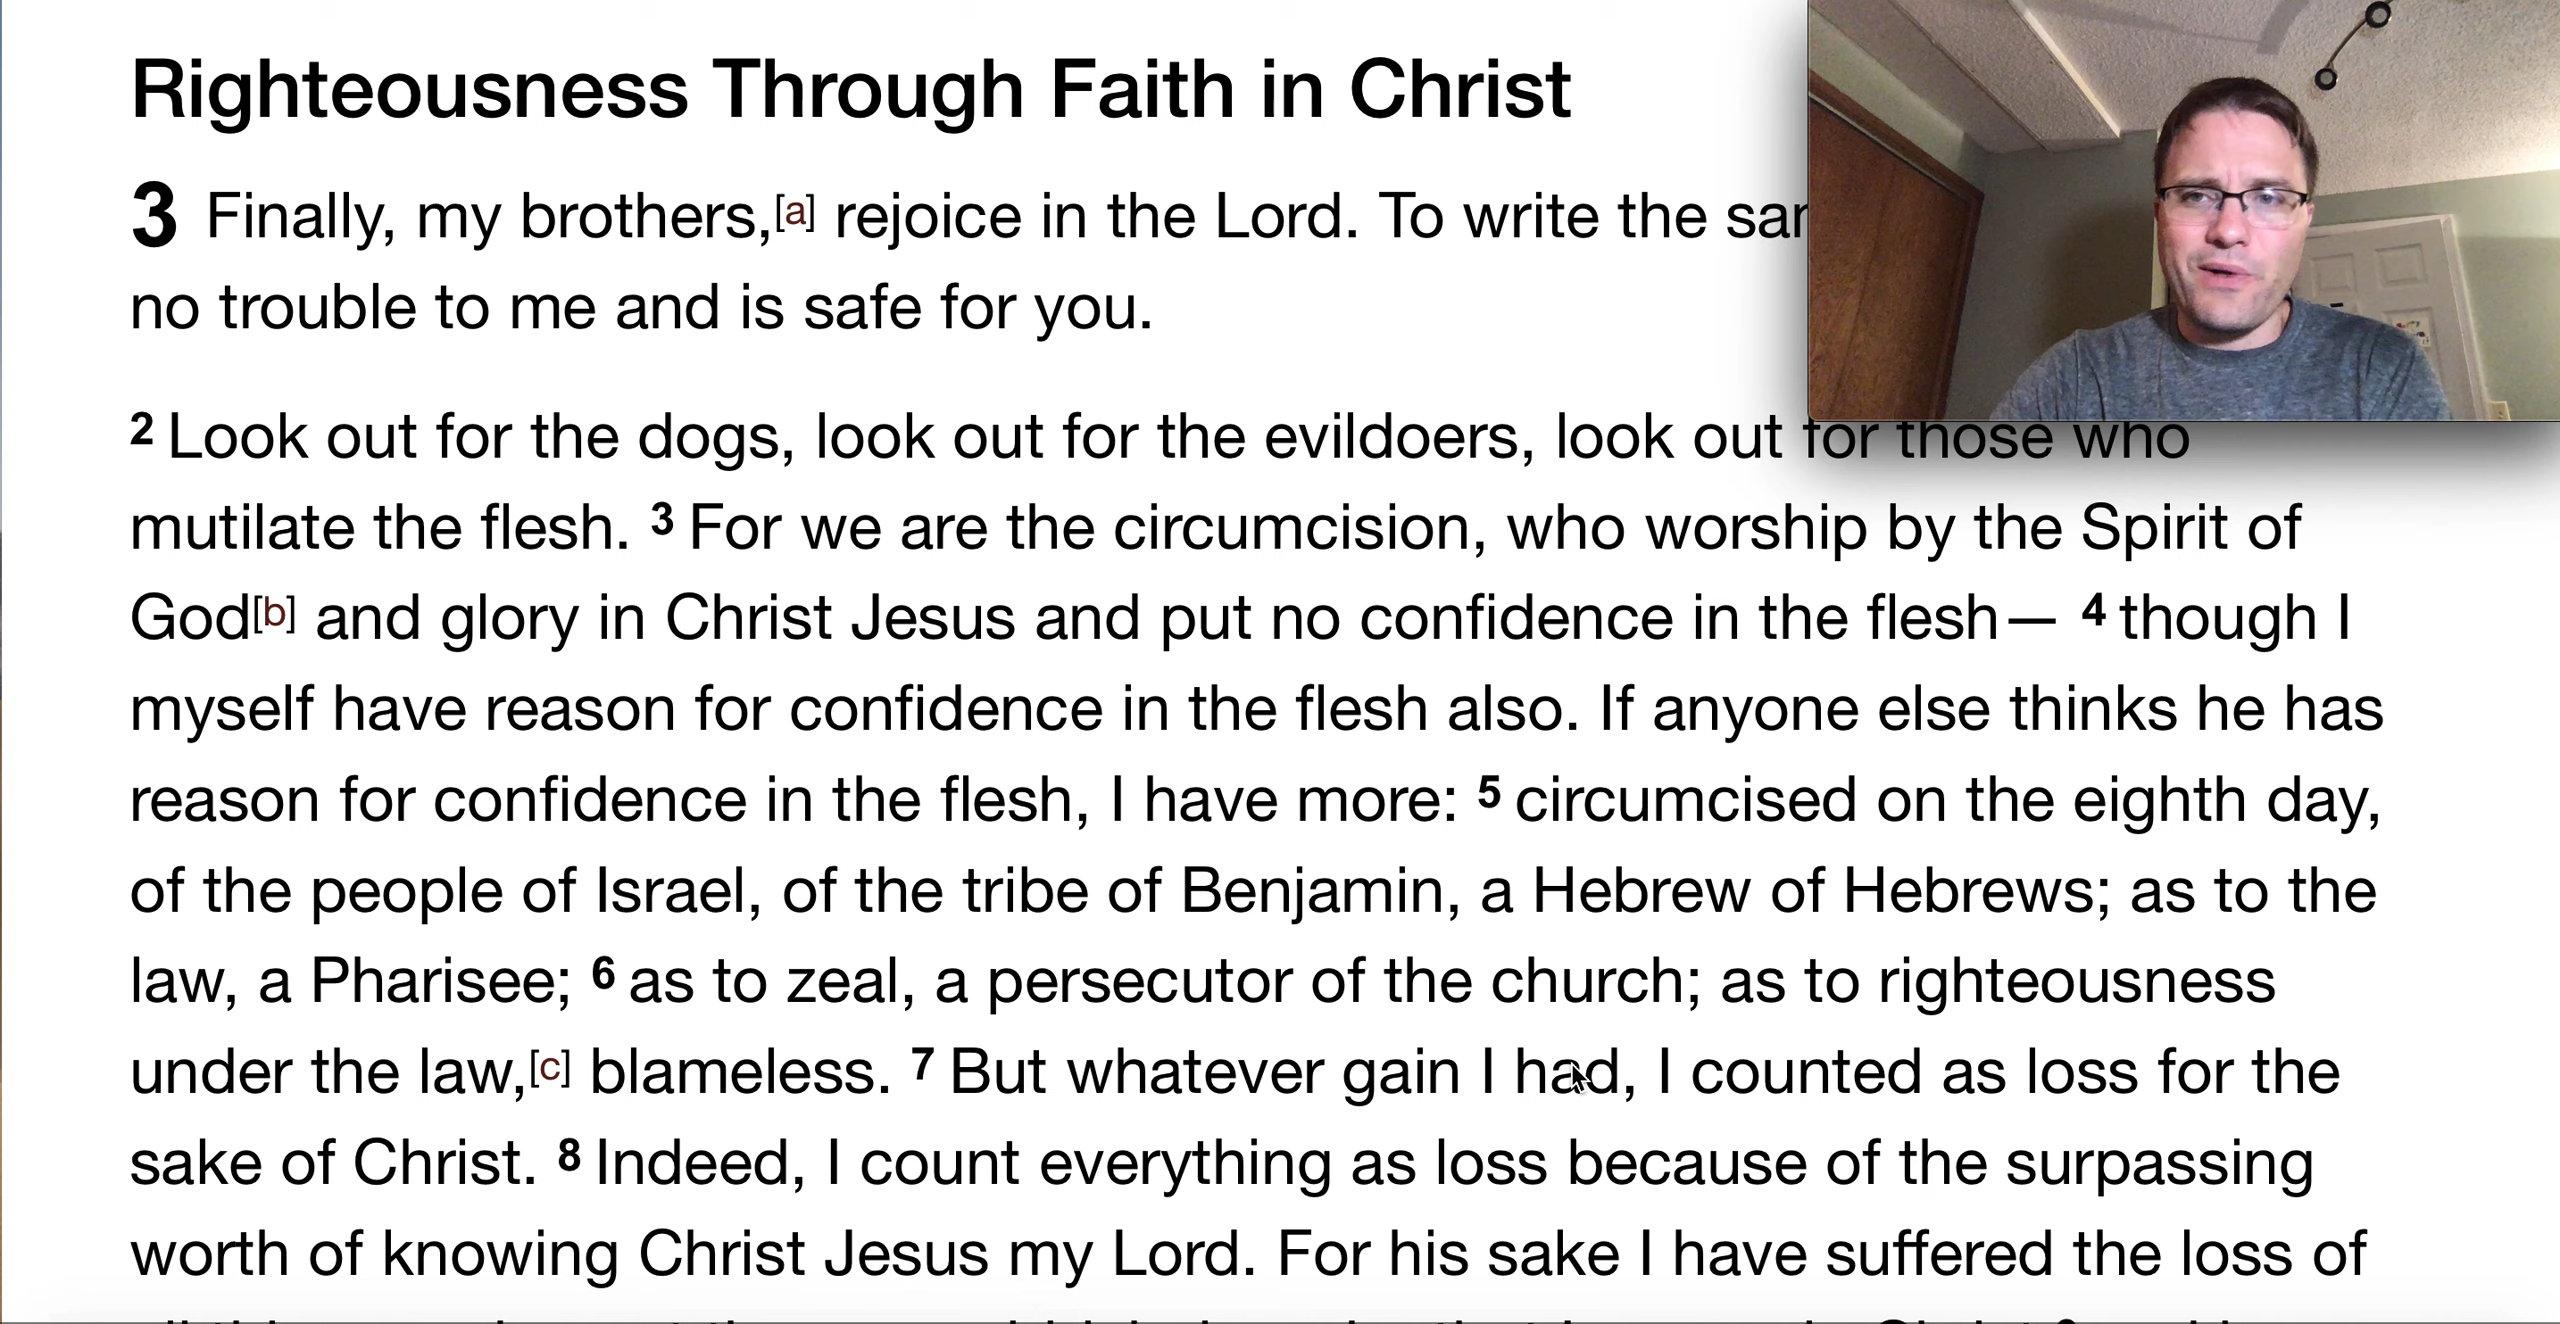 Righteousness Through Faith in Christ
3 Finally, my brothers,[a] rejoice in the Lord. To write the
no trouble to me and is safe for you.
2 Look out for the dogs, look out for the evildoers, look out for those who
mutilate the flesh. 3 For we are the circumcision, who worship by the Spirit of
God[b] and glory in Christ Jesus and put no confidence in the flesh— 4 though I
myself have reason for confidence in the flesh also. If anyone else thinks he has
reason for confidence in the flesh, I have more: 5 circumcised on the eighth day,
of the people of Israel, of the tribe of Benjamin, a Hebrew of Hebrews; as to the
law, a Pharisee; 6 as to zeal, a persecutor of the church; as to righteousness
under the law,[c] blameless. 7 But whatever gain I had, I counted as loss for the
sake of Christ. 8 Indeed, I count everything as loss because of the surpassing
worth of knowing Christ Jesus my Lord. For his sake I have suffered the loss of